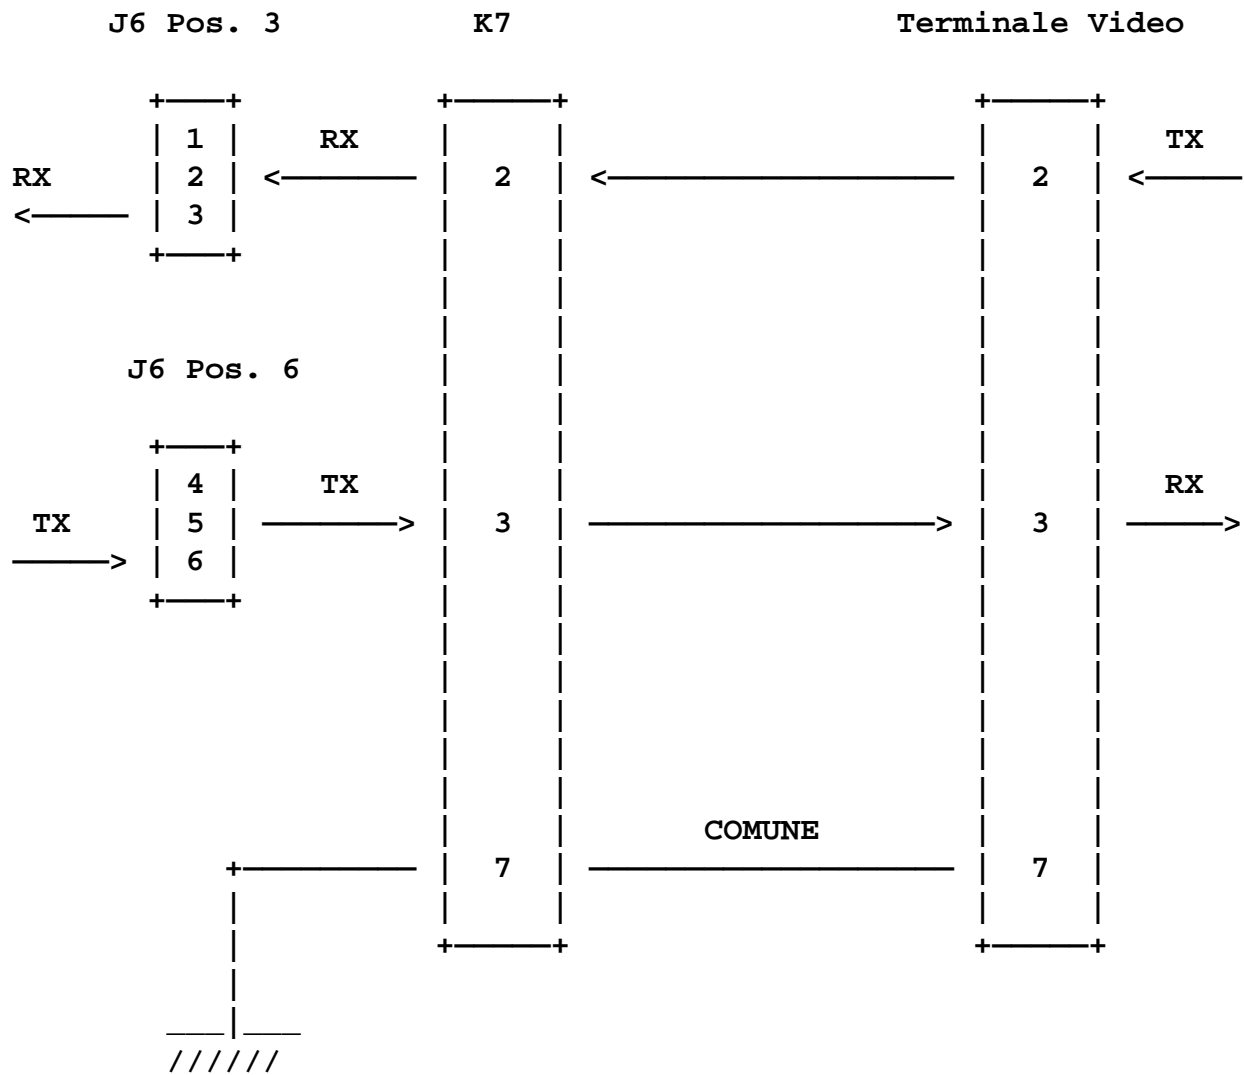 J6 Pos. 3 K7 Terminale Video
1 RX TX
RX 2 2 2
3
J6 Pos. 6
4 TX RX
TX 5 3 3
6
COMUNE
7 7